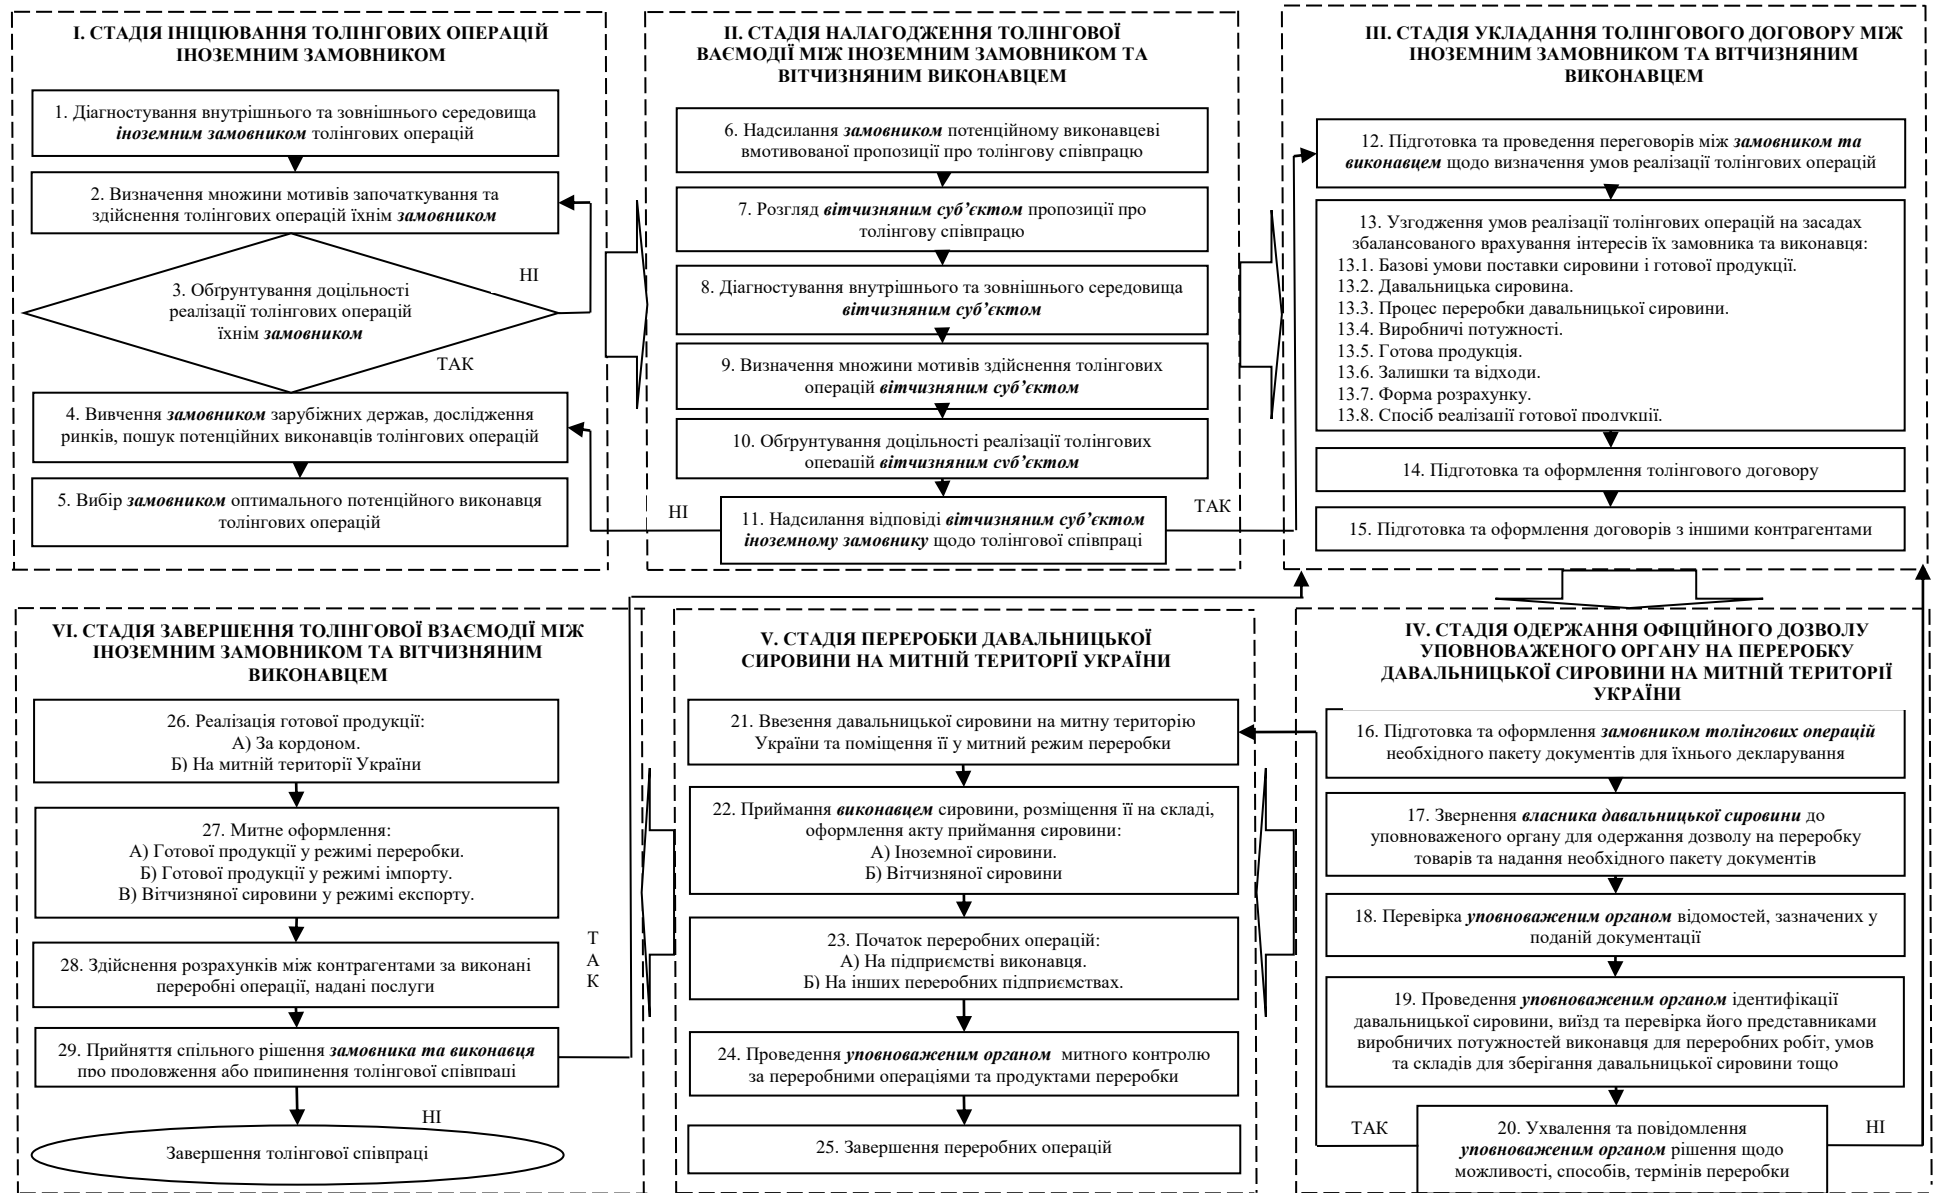 І. СТАДІЯ ІНІЦІЮВАННЯ ТОЛІНГОВИХ ОПЕРАЦІЙ
ІНОЗЕМНИМ ЗАМОВНИКОМ
1. Діагностування внутрішнього та зовнішнього середовища
іноземним замовником толінгових операцій
2. Визначення множини мотивів започаткування та
здійснення толінгових операцій їхнім замовником
НІ
3. Обґрунтування доцільності
реалізації толінгових операцій
їхнім замовником
ТАК
4. Вивчення замовником зарубіжних держав, дослідження
ринків, пошук потенційних виконавців толінгових операцій
5. Вибір замовником оптимального потенційного виконавця
толінгових операцій
ІІ. СТАДІЯ НАЛАГОДЖЕННЯ ТОЛІНГОВОЇ
ВАЄМОДІЇ МІЖ ІНОЗЕМНИМ ЗАМОВНИКОМ ТА
ВІТЧИЗНЯНИМ ВИКОНАВЦЕМ
6. Надсилання замовником потенційному виконавцеві
вмотивованої пропозиції про толінгову співпрацю
7. Розгляд вітчизняним суб’єктом пропозиції про
толінгову співпрацю
8. Діагностування внутрішнього та зовнішнього середовища
вітчизняним суб’єктом
9. Визначення множини мотивів здійснення толінгових
операцій вітчизняним суб’єктом
10. Обґрунтування доцільності реалізації толінгових
операцій вітчизняним суб’єктом
НІ
11. Надсилання відповіді вітчизняним суб’єктом
іноземному замовнику щодо толінгової співпраці
ТАК
ІІІ. СТАДІЯ УКЛАДАННЯ ТОЛІНГОВОГО ДОГОВОРУ МІЖ
ІНОЗЕМНИМ ЗАМОВНИКОМ ТА ВІТЧИЗНЯНИМ
ВИКОНАВЦЕМ
12. Підготовка та проведення переговорів між замовником та
виконавцем щодо визначення умов реалізації толінгових операцій
13. Узгодження умов реалізації толінгових операцій на засадах
збалансованого врахування інтересів їх замовника та виконавця:
13.1. Базові умови поставки сировини і готової продукції.
13.2. Давальницька сировина.
13.3. Процес переробки давальницької сировини.
13.4. Виробничі потужності.
13.5. Готова продукція.
13.6. Залишки та відходи.
13.7. Форма розрахунку.
13.8. Спосіб реалізації готової продукції.
14. Підготовка та оформлення толінгового договору
15. Підготовка та оформлення договорів з іншими контрагентами
VI. СТАДІЯ ЗАВЕРШЕННЯ ТОЛІНГОВОЇ ВЗАЄМОДІЇ МІЖ
ІНОЗЕМНИМ ЗАМОВНИКОМ ТА ВІТЧИЗНЯНИМ
ВИКОНАВЦЕМ
26. Реалізація готової продукції:
А) За кордоном.
Б) На митній території України
27. Митне оформлення:
А) Готової продукції у режимі переробки.
Б) Готової продукції у режимі імпорту.
В) Вітчизняної сировини у режимі експорту.
28. Здійснення розрахунків між контрагентами за виконані
переробні операції, надані послуги
29. Прийняття спільного рішення замовника та виконавця
про продовження або припинення толінгової співпраці
Т
А
К
НІ
Завершення толінгової співпраці
V. СТАДІЯ ПЕРЕРОБКИ ДАВАЛЬНИЦЬКОЇ
СИРОВИНИ НА МИТНІЙ ТЕРИТОРІЇ УКРАЇНИ
21. Ввезення давальницької сировини на митну територію
України та поміщення її у митний режим переробки
22. Приймання виконавцем сировини, розміщення її на складі,
оформлення акту приймання сировини:
А) Іноземної сировини.
Б) Вітчизняної сировини
23. Початок переробних операцій:
А) На підприємстві виконавця.
Б) На інших переробних підприємствах.
24. Проведення уповноваженим органом митного контролю
за переробними операціями та продуктами переробки
25. Завершення переробних операцій
IV. СТАДІЯ ОДЕРЖАННЯ ОФІЦІЙНОГО ДОЗВОЛУ
УПОВНОВАЖЕНОГО ОРГАНУ НА ПЕРЕРОБКУ
ДАВАЛЬНИЦЬКОЇ СИРОВИНИ НА МИТНІЙ ТЕРИТОРІЇ
УКРАЇНИ
16. Підготовка та оформлення замовником толінгових операцій
необхідного пакету документів для їхнього декларування
17. Звернення власника давальницької сировини до
уповноваженого органу для одержання дозволу на переробку
товарів та надання необхідного пакету документів
18. Перевірка уповноваженим органом відомостей, зазначених у
поданій документації
19. Проведення уповноваженим органом ідентифікації
давальницької сировини, виїзд та перевірка його представниками
виробничих потужностей виконавця для переробних робіт, умов
та складів для зберігання давальницької сировини тощо
ТАК
20. Ухвалення та повідомлення
уповноваженим органом рішення щодо
можливості, способів, термінів переробки
НІ